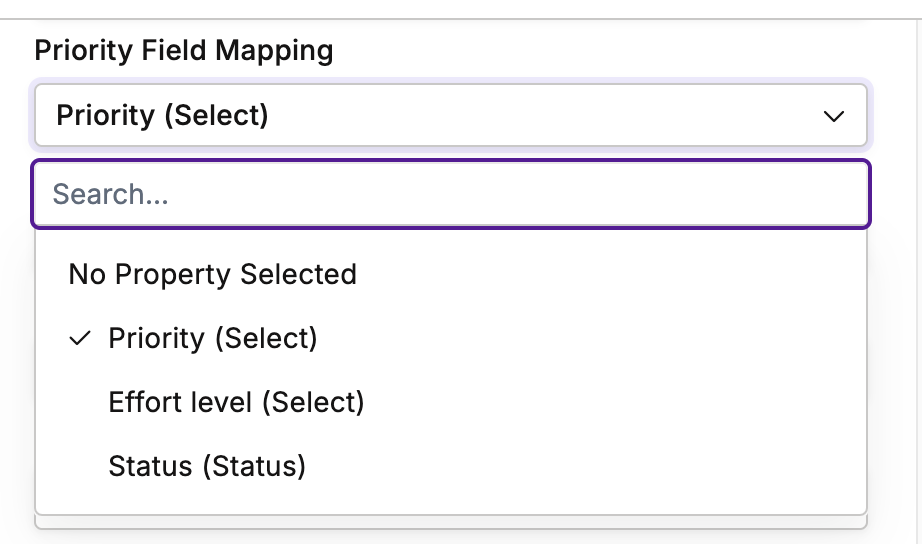 Priority Field Mapping
Priority (Select)
Search...
No Property Selected
Priority (Select)
Effort level (Select)
Status (Status)